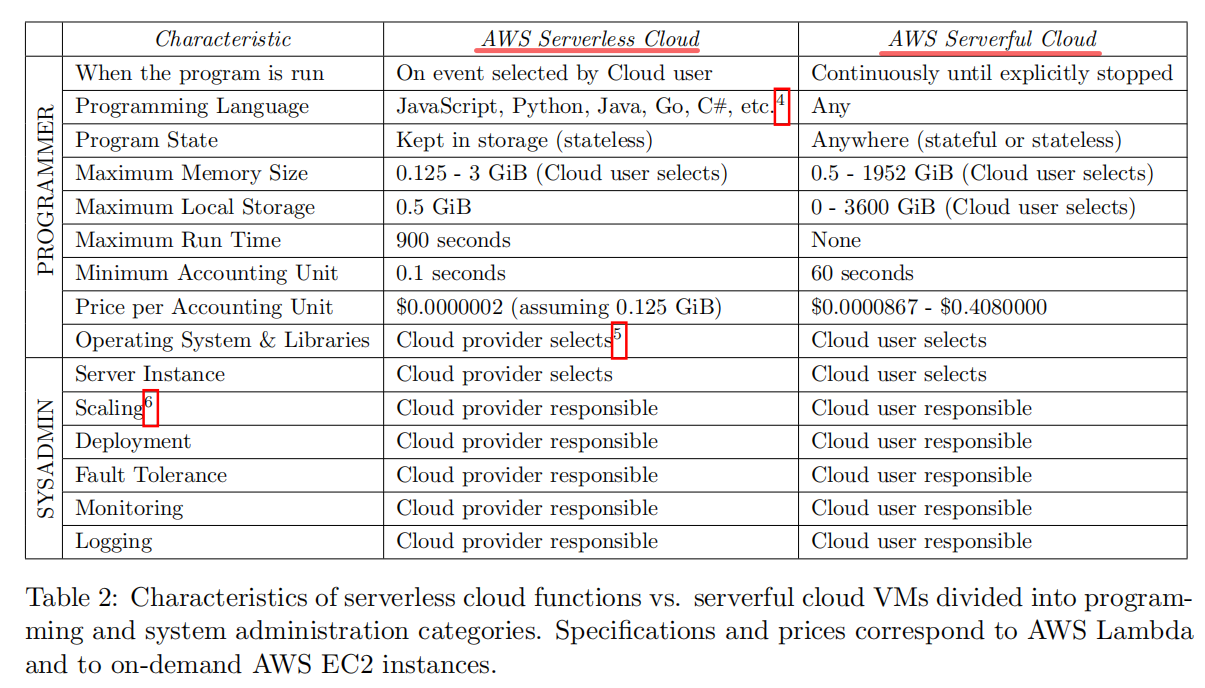 Characteristic AWS Serverless Cloud AWS Serverful Cloud
PROGRAMMER
When the program is run On event selected by Cloud user Continuously until explicitly stopped
Programming Language JavaScript, Python, Java, Go, C#, etc.4 Any
Program State Kept in storage (stateless) Anywhere (stateful or stateless)
Maximum Memory Size 0.125 - 3 GiB (Cloud user selects) 0.5 - 1952 GiB (Cloud user selects)
Maximum Local Storage 0.5 GiB 0 - 3600 GiB (Cloud user selects)
Maximum Run Time 900 seconds None
Minimum Accounting Unit 0.1 seconds 60 seconds
Price per Accounting Unit $0.0000002 (assuming 0.125 GiB) $0.0000867 - $0.4080000
Operating System & Libraries Cloud provider selects5 Cloud user selects
SYSADMIN
Server Instance Cloud provider selects Cloud user selects
Scaling6 Cloud provider responsible Cloud user responsible
Deployment Cloud provider responsible Cloud user responsible
Fault Tolerance Cloud provider responsible Cloud user responsible
Monitoring Cloud provider responsible Cloud user responsible
Logging Cloud provider responsible Cloud user responsible
Table 2: Characteristics of serverless cloud functions vs. serverful cloud VMs divided into program-
ming and system administration categories. Specifications and prices correspond to AWS Lambda
and to on-demand AWS EC2 instances.